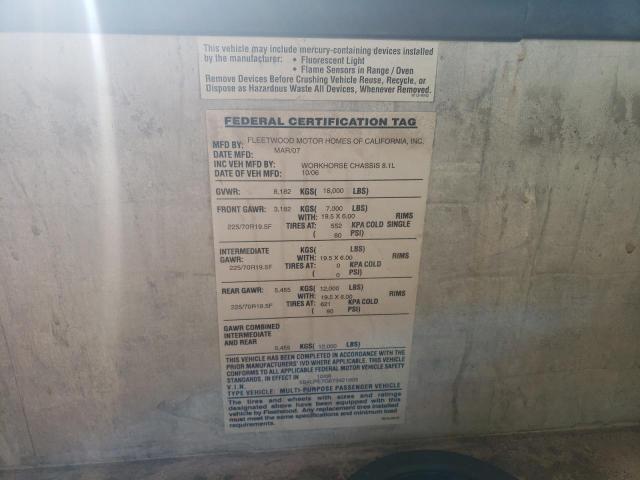 This vehicle may include mercury-containing devices installed
by the manufacturer: • Fluorescent Light
• Flame Sensors in Range / Oven
Remove Devices Before Crushing Vehicle Reuse, Recycle, or
Dispose as Hazardous Waste All Devices, Whenever Removed.
FEDERAL CERTIFICATION TAG
MFD BY: FLEETWOOD MOTOR HOMES OF CALIFORNIA, INC.
DATE MFD: MAR/07
INC VEH MFD BY: WORKHORSE CHASSIS 8.1L
DATE OF VEH MFD: 10/06
GVWR: 8,182 KGS( 18,000 LBS)
FRONT GAWR: 3,182 KGS( 7,000 LBS)
WITH: 19.5 X 6.00 RIMS
225/70R19.5F TIRES AT: 552 KPA COLD SINGLE
( 80 PSI)
INTERMEDIATE KGS( LBS)
GAWR: WITH: 19.5 X 6.00 RIMS
225/70R19.5F TIRES AT: 0 KPA COLD
( 0 PSI)
REAR GAWR: 5,455 KGS( 12,000 LBS)
WITH: 19.5 X 6.00 RIMS
225/70R19.5F TIRES AT: 621 KPA COLD
( 90 PSI)
GAWR COMBINED
INTERMEDIATE
AND REAR 5,455 KGS( 12,000 LBS)
THIS VEHICLE HAS BEEN COMPLETED IN ACCORDANCE WITH THE
PRIOR MANUFACTURERS' IVD WHERE APPLICABLE. THIS VEHICLE
CONFORMS TO ALL APPLICABLE FEDERAL MOTOR VEHICLE SAFETY
STANDARDS, IN EFFECT IN 10/06
V.I.N.
TYPE VEHICLE: MULTI-PURPOSE PASSENGER VEHICLE
The tires and wheels with sizes and ratings
designated above have been equipped with this
vehicle by Fleetwood. Any replacement tires installed
must meet the same specifications and minimum load
requirements.